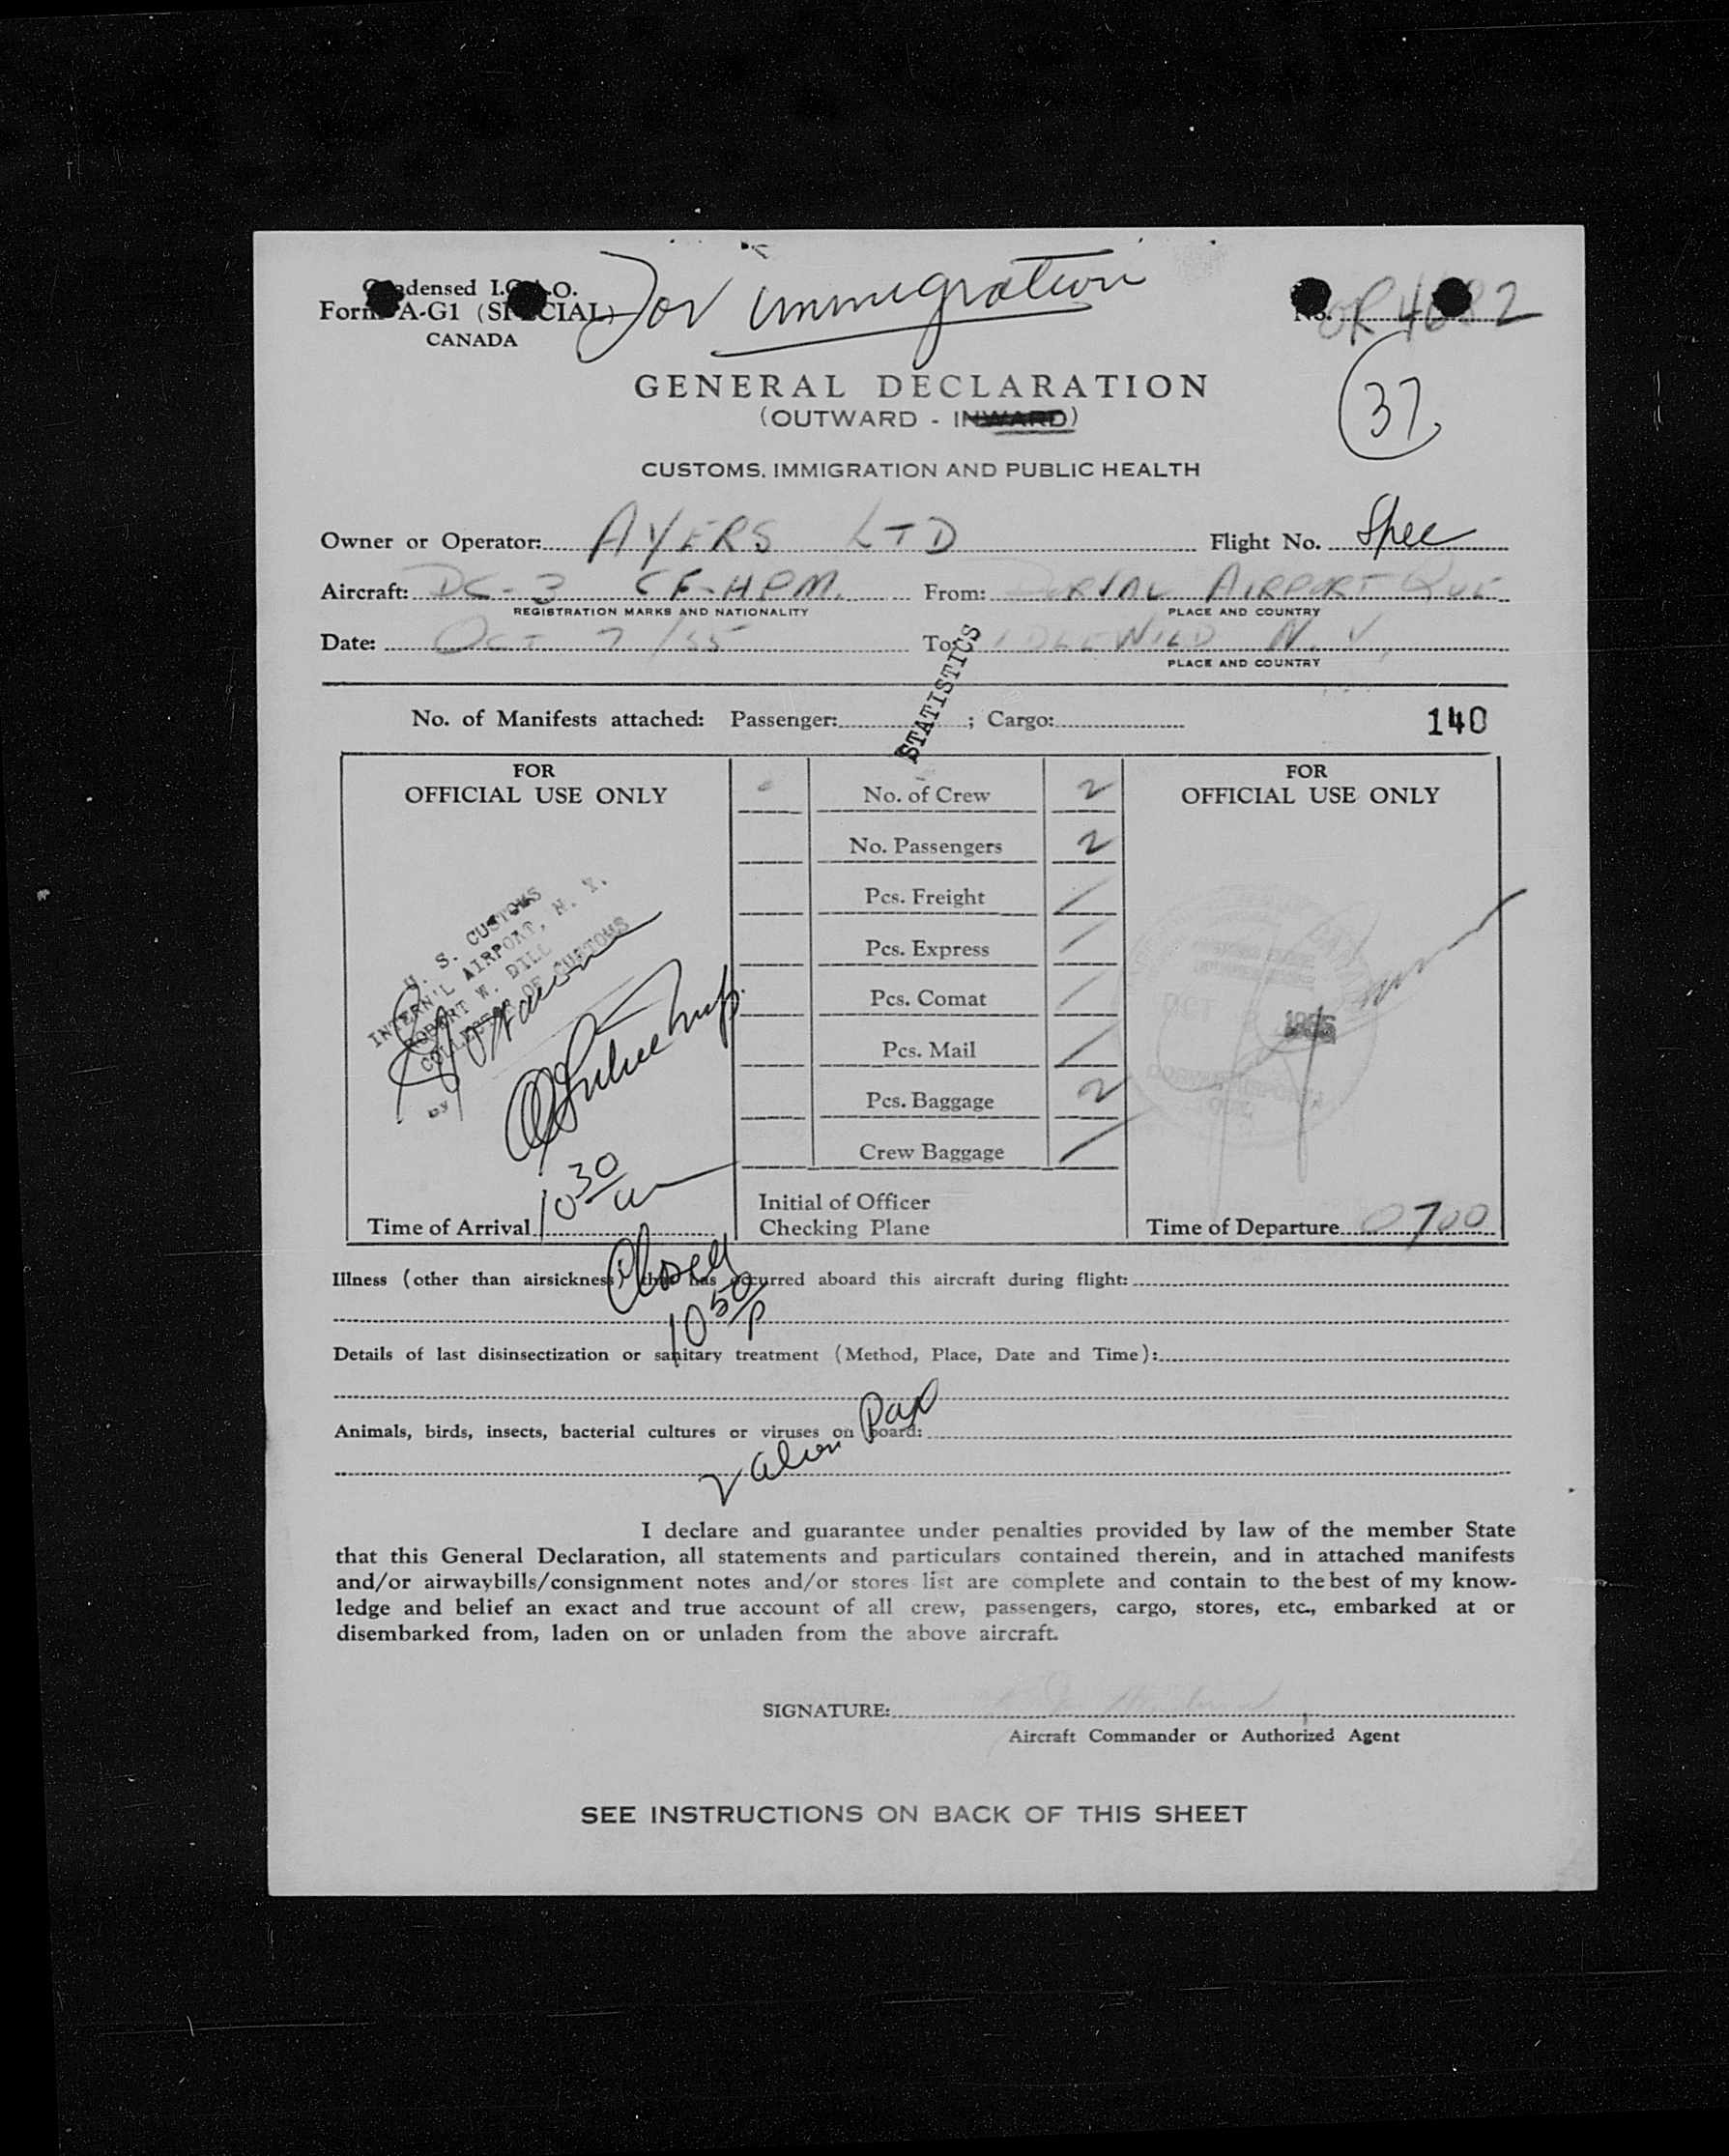 Condensed I.C.A.O.
Form A-G1 (SPECIAL)
CANADA
For immigration
No. OR 4682
37
GENERAL DECLARATION
(OUTWARD - INWARD)
CUSTOMS, IMMIGRATION AND PUBLIC HEALTH
Owner or Operator: AYERS LTD Flight No. Spec
Aircraft: DC-3 CF-HPM. From: DORVAL AIRPORT QUE
REGISTRATION MARKS AND NATIONALITY PLACE AND COUNTRY
Date: OCT 7/55 To: IDLEWILD N.Y.
PLACE AND COUNTRY
STATISTICS
No. of Manifests attached: Passenger: ; Cargo:
140
FOR
OFFICIAL USE ONLY
U. S. CUSTOMS
INTERN'L AIRPORT, N. Y.
ROBERT W. DILL
COLLECTOR OF CUSTOMS
by
10 30/a
Time of Arrival
No. of Crew 2
No. Passengers 2
Pcs. Freight /
Pcs. Express /
Pcs. Comat /
Pcs. Mail /
Pcs. Baggage 2
Crew Baggage /
Initial of Officer
Checking Plane
FOR
OFFICIAL USE ONLY
OCT 1955
Time of Departure 0700
Illness (other than airsickness) that has occurred aboard this aircraft during flight:
10 50/p
Details of last disinsectization or sanitary treatment (Method, Place, Date and Time):
Animals, birds, insects, bacterial cultures or viruses on board:
2 alien Pax
I declare and guarantee under penalties provided by law of the member State
that this General Declaration, all statements and particulars contained therein, and in attached manifests
and/or airwaybills/consignment notes and/or stores list are complete and contain to the best of my know-
ledge and belief an exact and true account of all crew, passengers, cargo, stores, etc., embarked at or
disembarked from, laden on or unladen from the above aircraft.
SIGNATURE:
Aircraft Commander or Authorized Agent
SEE INSTRUCTIONS ON BACK OF THIS SHEET